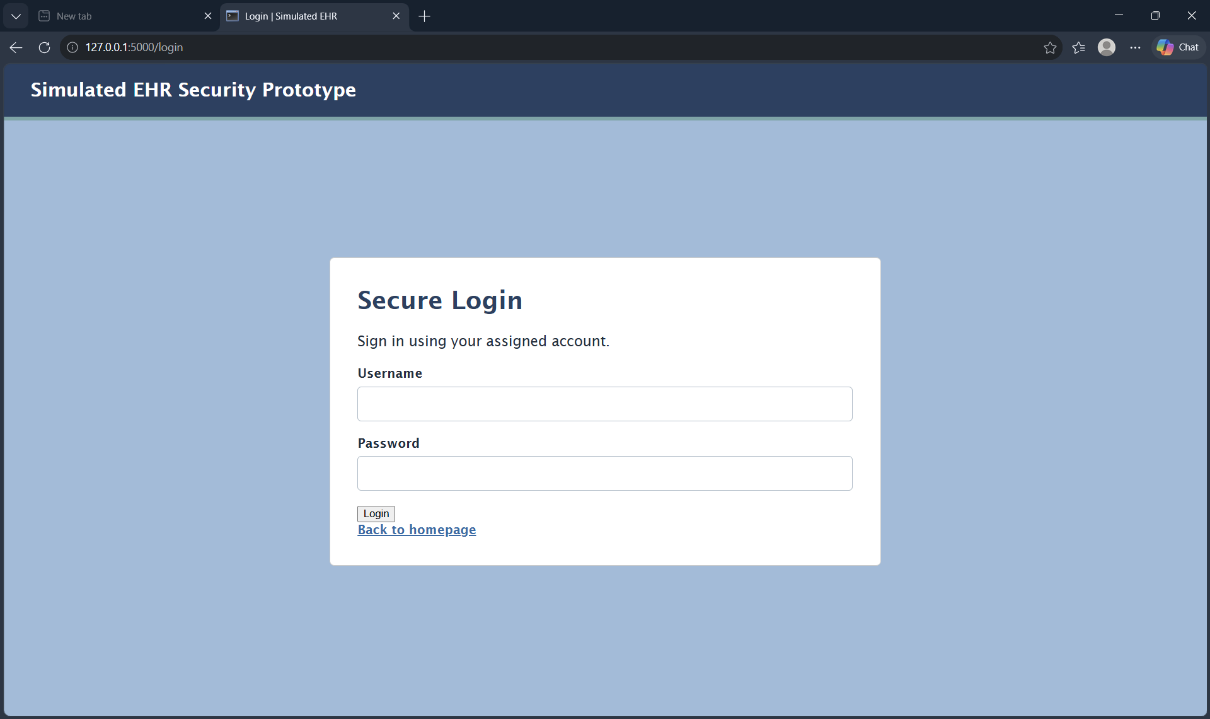 New tab
Login | Simulated EHR
127.0.0.1:5000/login
Chat
Simulated EHR Security Prototype
Secure Login
Sign in using your assigned account.
Username
Password
Login
Back to homepage